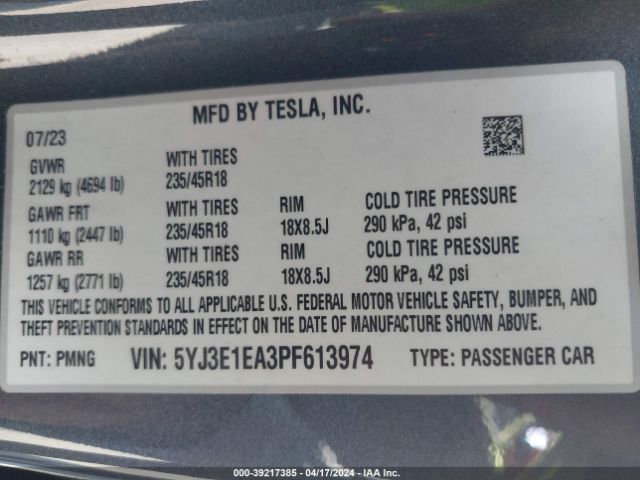 MFD BY TESLA, INC.
07/23
GVWR WITH TIRES
2129 kg (4694 lb) 235/45R18
GAWR FRT WITH TIRES RIM COLD TIRE PRESSURE
1110 kg (2447 lb) 235/45R18 18X8.5J 290 kPa, 42 psi
GAWR RR WITH TIRES RIM COLD TIRE PRESSURE
1257 kg (2771 lb) 235/45R18 18X8.5J 290 kPa, 42 psi
THIS VEHICLE CONFORMS TO ALL APPLICABLE U.S. FEDERAL MOTOR VEHICLE SAFETY, BUMPER, AND
THEFT PREVENTION STANDARDS IN EFFECT ON THE DATE OF MANUFACTURE SHOWN ABOVE.
PNT: PMNG VIN: 5YJ3E1EA3PF613974 TYPE: PASSENGER CAR
000-39217385 - 04/17/2024 - IAA Inc.